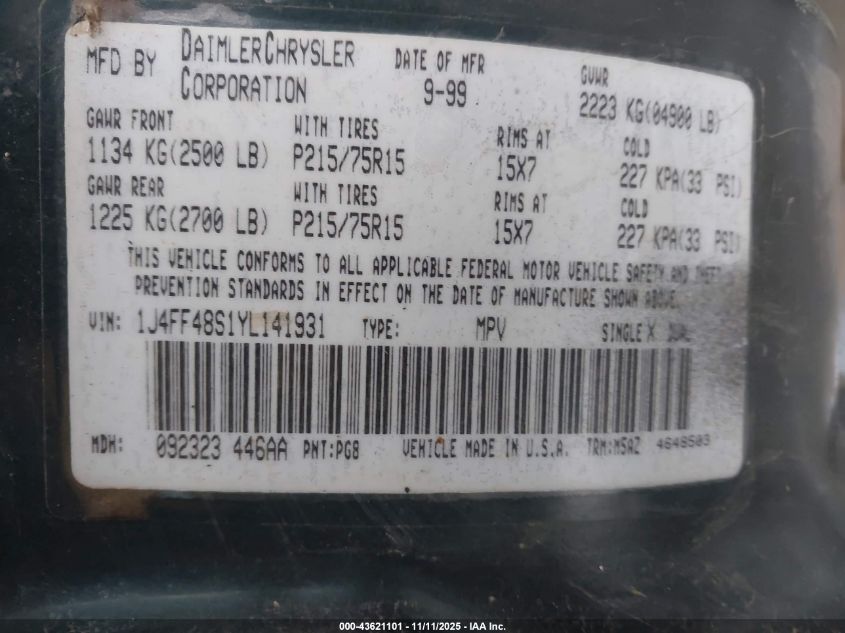 MFD BY DAIMLERCHRYSLER CORPORATION DATE OF MFR 9-99 GVWR 2223 KG(04900 LB)
GAWR FRONT WITH TIRES RIMS AT COLD
1134 KG(2500 LB) P215/75R15 15X7 227 KPA(33 PSI)
GAWR REAR WITH TIRES RIMS AT COLD
1225 KG(2700 LB) P215/75R15 15X7 227 KPA(33 PSI)
THIS VEHICLE CONFORMS TO ALL APPLICABLE FEDERAL MOTOR VEHICLE SAFETY AND THEFT
PREVENTION STANDARDS IN EFFECT ON THE DATE OF MANUFACTURE SHOWN ABOVE.
VIN: 1J4FF48S1YL141931 TYPE: MPV SINGLE X DUAL
MDH: 092323 446AA PNT:PG8 VEHICLE MADE IN U.S.A. TRM:M5AZ 4648503
000-43621101 - 11/11/2025 - IAA Inc.